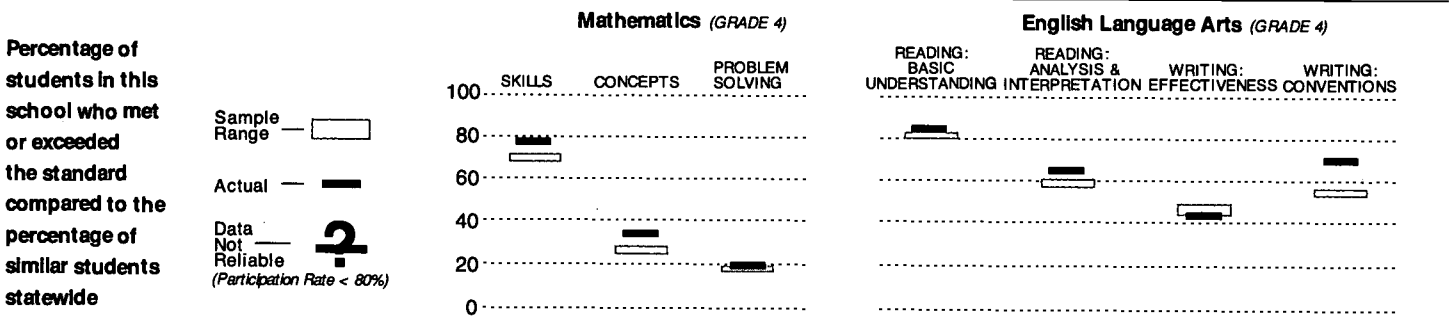 Percentage of
students in this
school who met
or exceeded
the standard
compared to the
percentage of
similar students
statewide
Sample
Range
Actual
Data
Not
Reliable
?
(Participation Rate < 80%)
Mathematics (GRADE 4)
SKILLS
CONCEPTS
PROBLEM
SOLVING
100
80
60
40
20
0
English Language Arts (GRADE 4)
READING:
BASIC
UNDERSTANDING
READING:
ANALYSIS &
INTERPRETATION
WRITING:
EFFECTIVENESS
WRITING:
CONVENTIONS